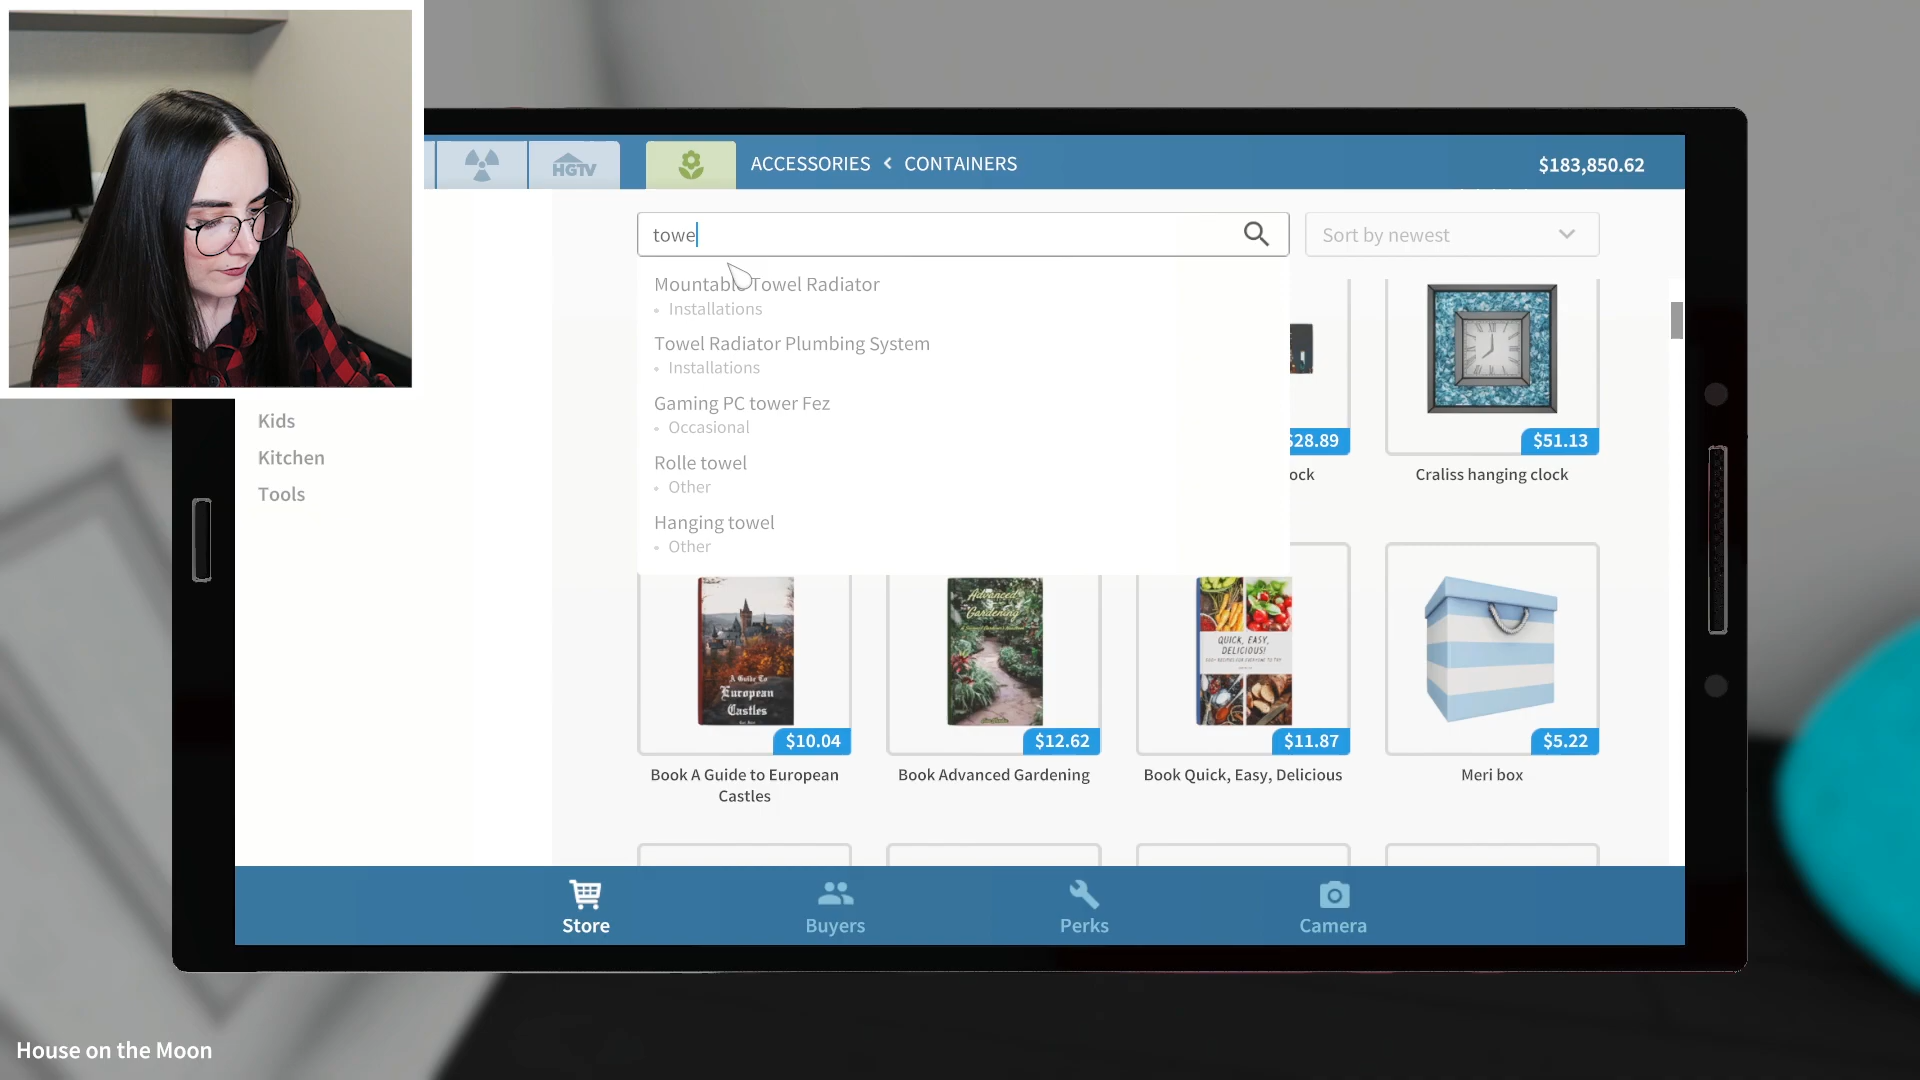 HGTV
ACCESSORIES < CONTAINERS
$183,850.62
towe
Sort by newest
Mountable Towel Radiator
• Installations
Towel Radiator Plumbing System
• Installations
Gaming PC tower Fez
• Occasional
Rolle towel
• Other
Hanging towel
• Other
Kids
Kitchen
Tools
$28.89
$51.13
ock
Craliss hanging clock
A Guide To
European
Castles
Advanced
Gardening
QUICK, EASY,
DELICIOUS!
$10.04
$12.62
$11.87
$5.22
Book A Guide to European
Castles
Book Advanced Gardening
Book Quick, Easy, Delicious
Meri box
Store
Buyers
Perks
Camera
House on the Moon